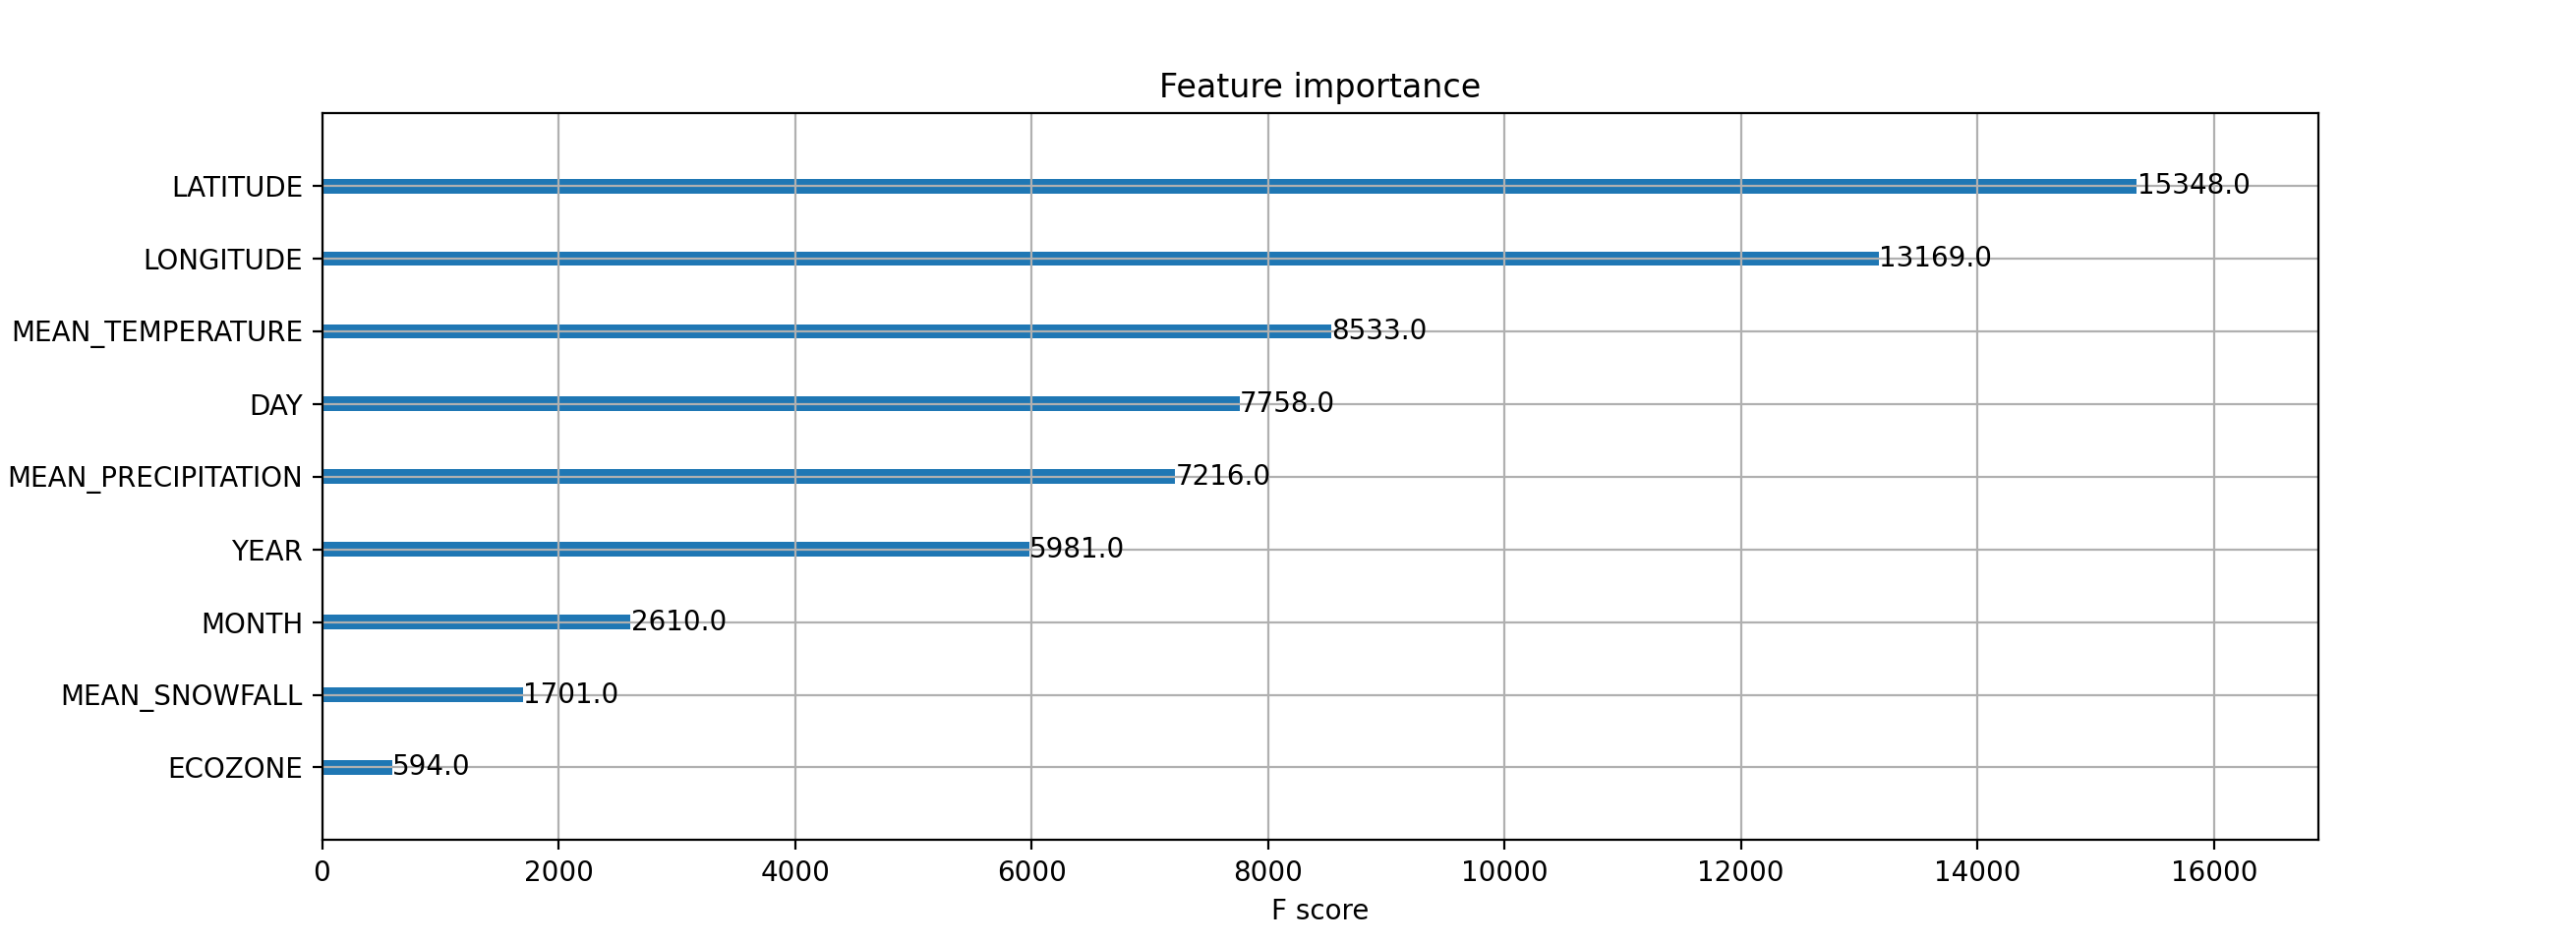 Feature importance
LATITUDE 15348.0
LONGITUDE 13169.0
MEAN_TEMPERATURE 8533.0
DAY 7758.0
MEAN_PRECIPITATION 7216.0
YEAR 5981.0
MONTH 2610.0
MEAN_SNOWFALL 1701.0
ECOZONE 594.0
0 2000 4000 6000 8000 10000 12000 14000 16000
F score